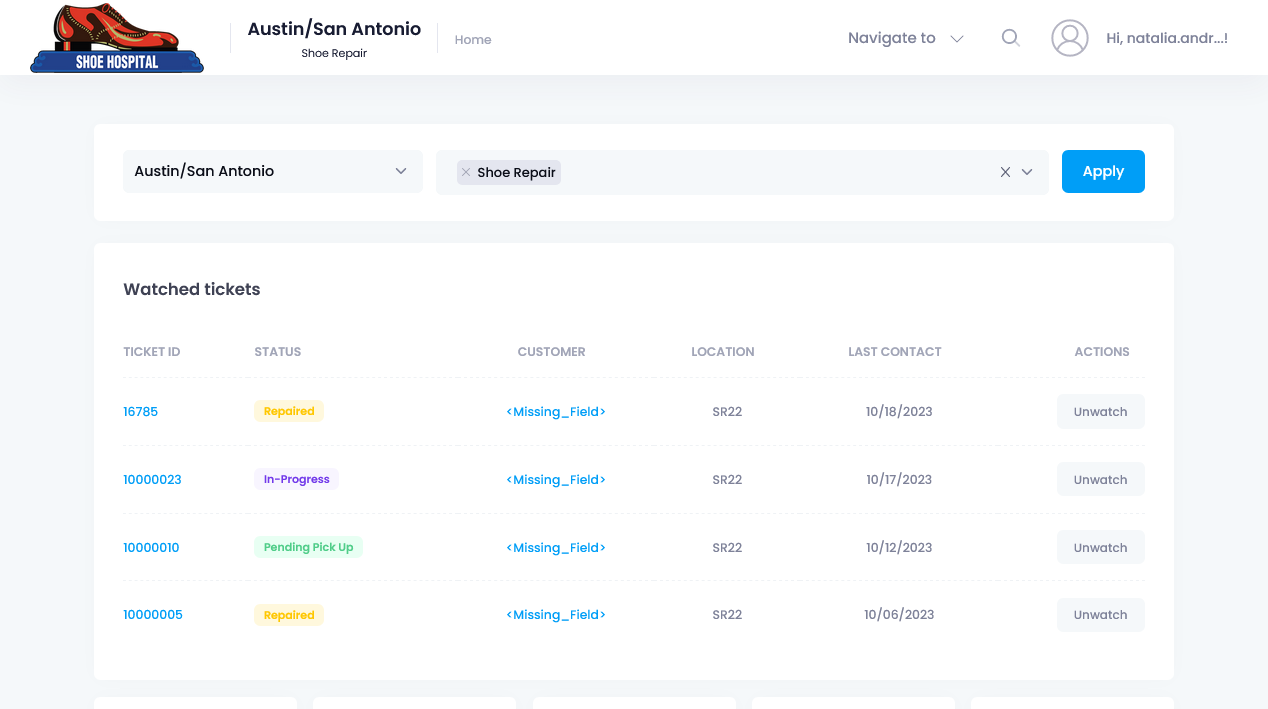 SHOE HOSPITAL
Austin/San Antonio
Shoe Repair
Home
Navigate to
Hi, natalia.andr...!
Austin/San Antonio
Shoe Repair
Apply
Watched tickets
TICKET ID STATUS CUSTOMER LOCATION LAST CONTACT ACTIONS
16785 Repaired <Missing_Field> SR22 10/18/2023 Unwatch
10000023 In-Progress <Missing_Field> SR22 10/17/2023 Unwatch
10000010 Pending Pick Up <Missing_Field> SR22 10/12/2023 Unwatch
10000005 Repaired <Missing_Field> SR22 10/06/2023 Unwatch